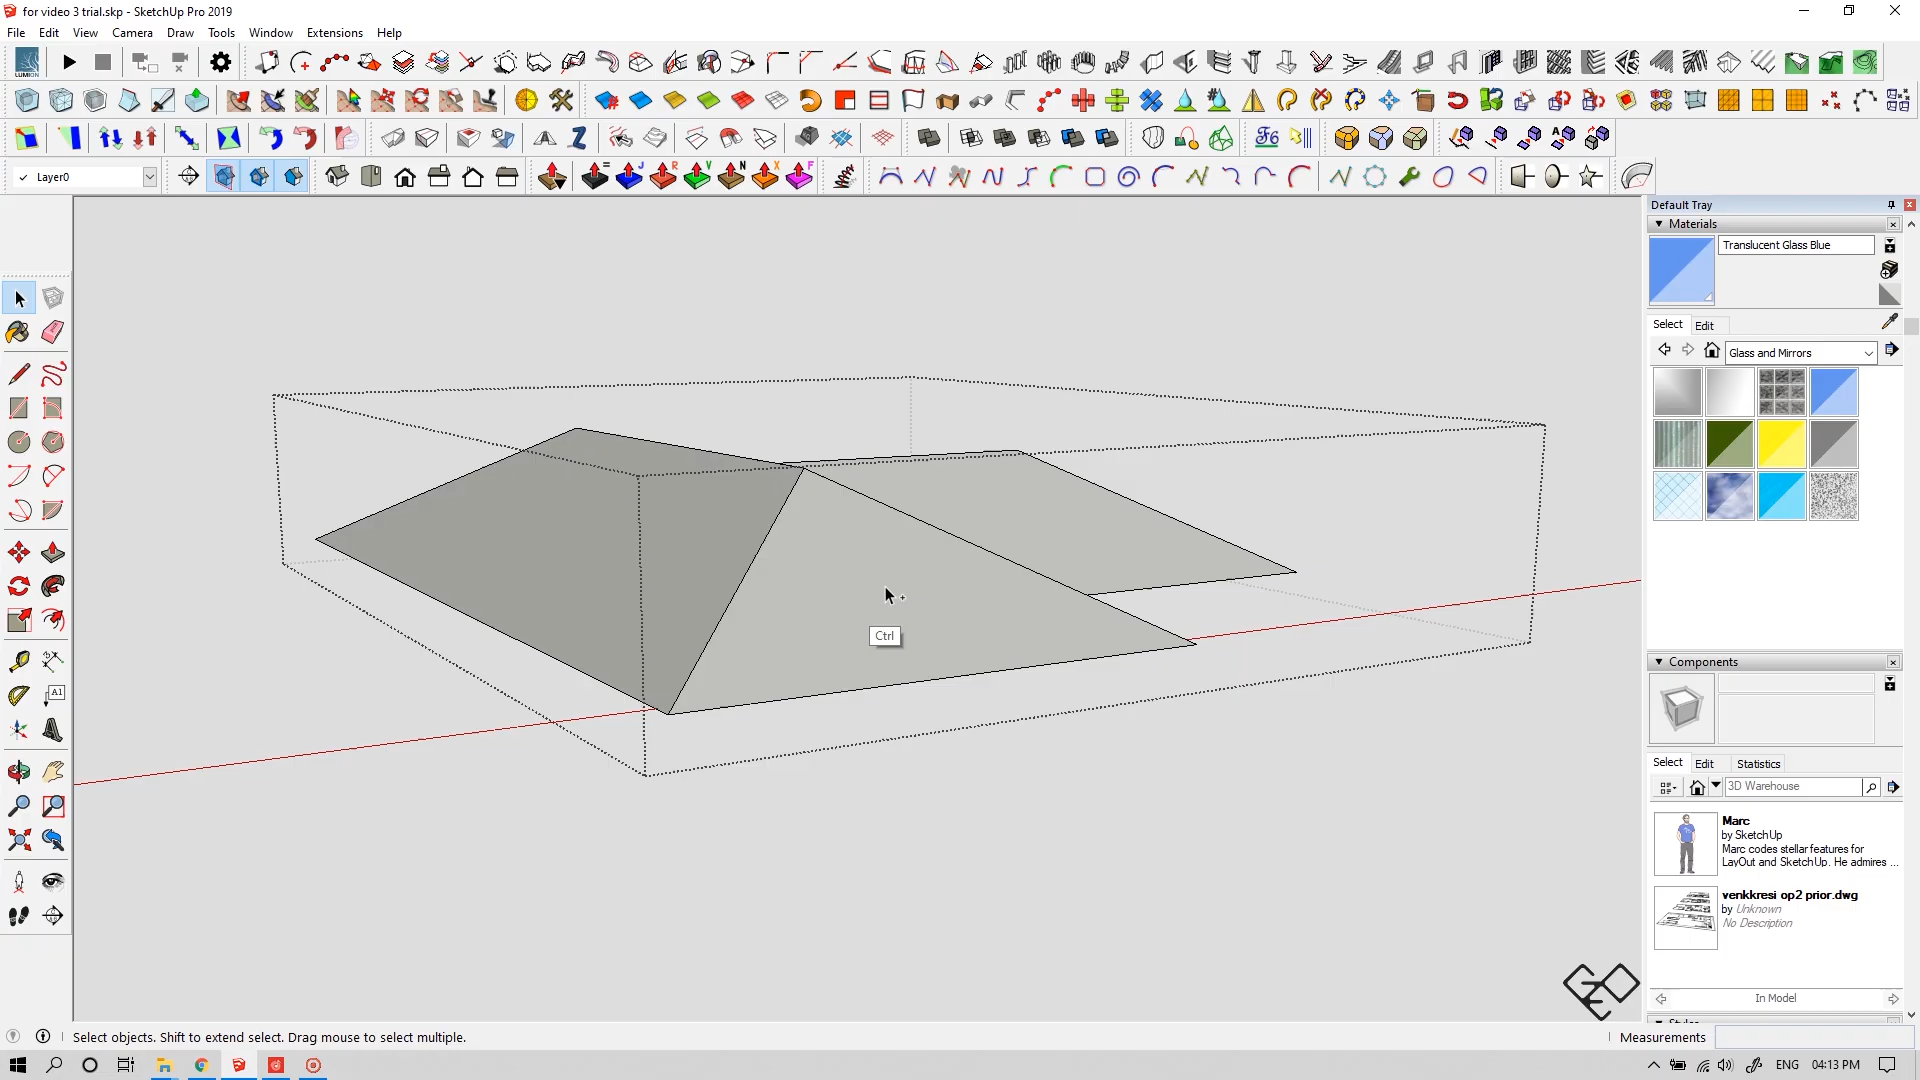 for video 3 trial.skp - SketchUp Pro 2019
File Edit View Camera Draw Tools Window Extensions Help
LUMION
= J R V N X F
F6
Layer0
Default Tray
Materials
Translucent Glass Blue
Select Edit
Glass and Mirrors
A1
Ctrl
Components
Select Edit Statistics
3D Warehouse
Marc
by SketchUp
Marc codes stellar features for
LayOut and SketchUp. He admires ...
venkkresi op2 prior.dwg
by Unknown
No Description
In Model
Select objects. Shift to extend select. Drag mouse to select multiple.
Measurements
ENG 04:13 PM